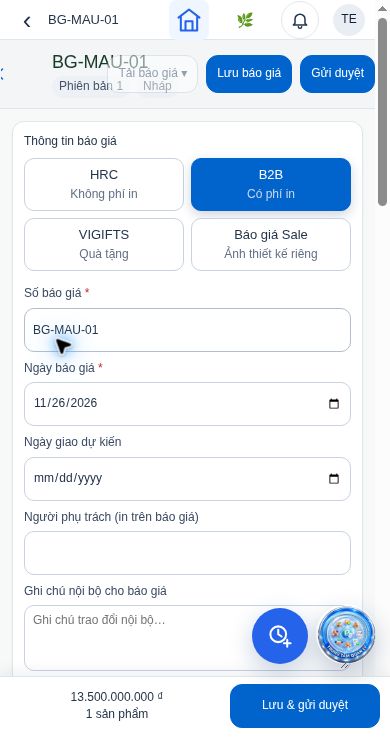 BG-MAU-01
TE
BG-MAU-01
Phiên bản 1
Nháp
Tải báo giá ▾
Lưu báo giá
Gửi duyệt
Thông tin báo giá
HRC
Không phí in
B2B
Có phí in
VIGIFTS
Quà tặng
Báo giá Sale
Ảnh thiết kế riêng
Số báo giá *
BG-MAU-01
Ngày báo giá *
11/26/2026
Ngày giao dự kiến
mm/dd/yyyy
Người phụ trách (in trên báo giá)
Ghi chú nội bộ cho báo giá
Ghi chú trao đổi nội bộ…
13.500.000.000 ₫
1 sản phẩm
Lưu & gửi duyệt